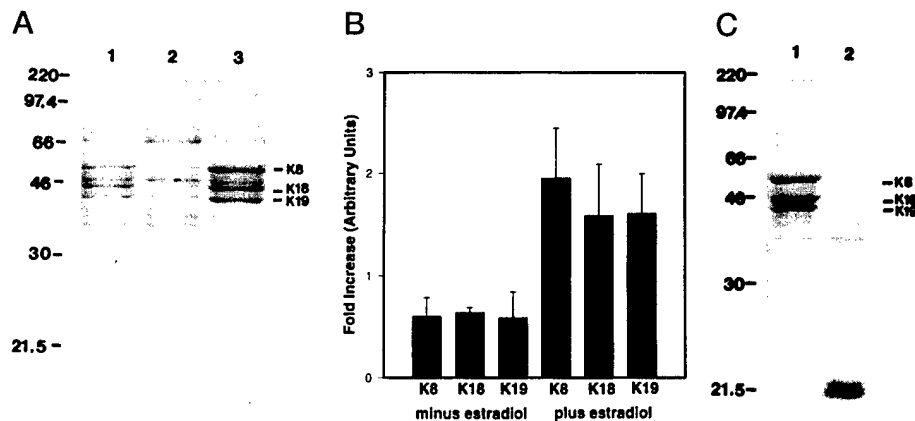 A
1 2 3
220
97.4
66
46
30
21.5
K8
K18
K19
B
Fold Increase (Arbitrary Units)
3
2
1
0
K8 K18 K19 K8 K18 K19
minus estradiol plus estradiol
C
1 2
220
97.4
66
46
30
21.5
K8
K18
K19